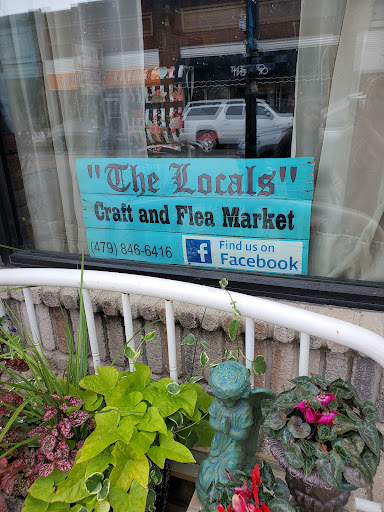 "The Locals"
Craft and Flea Market
(479) 846-6416
f Find us on
Facebook